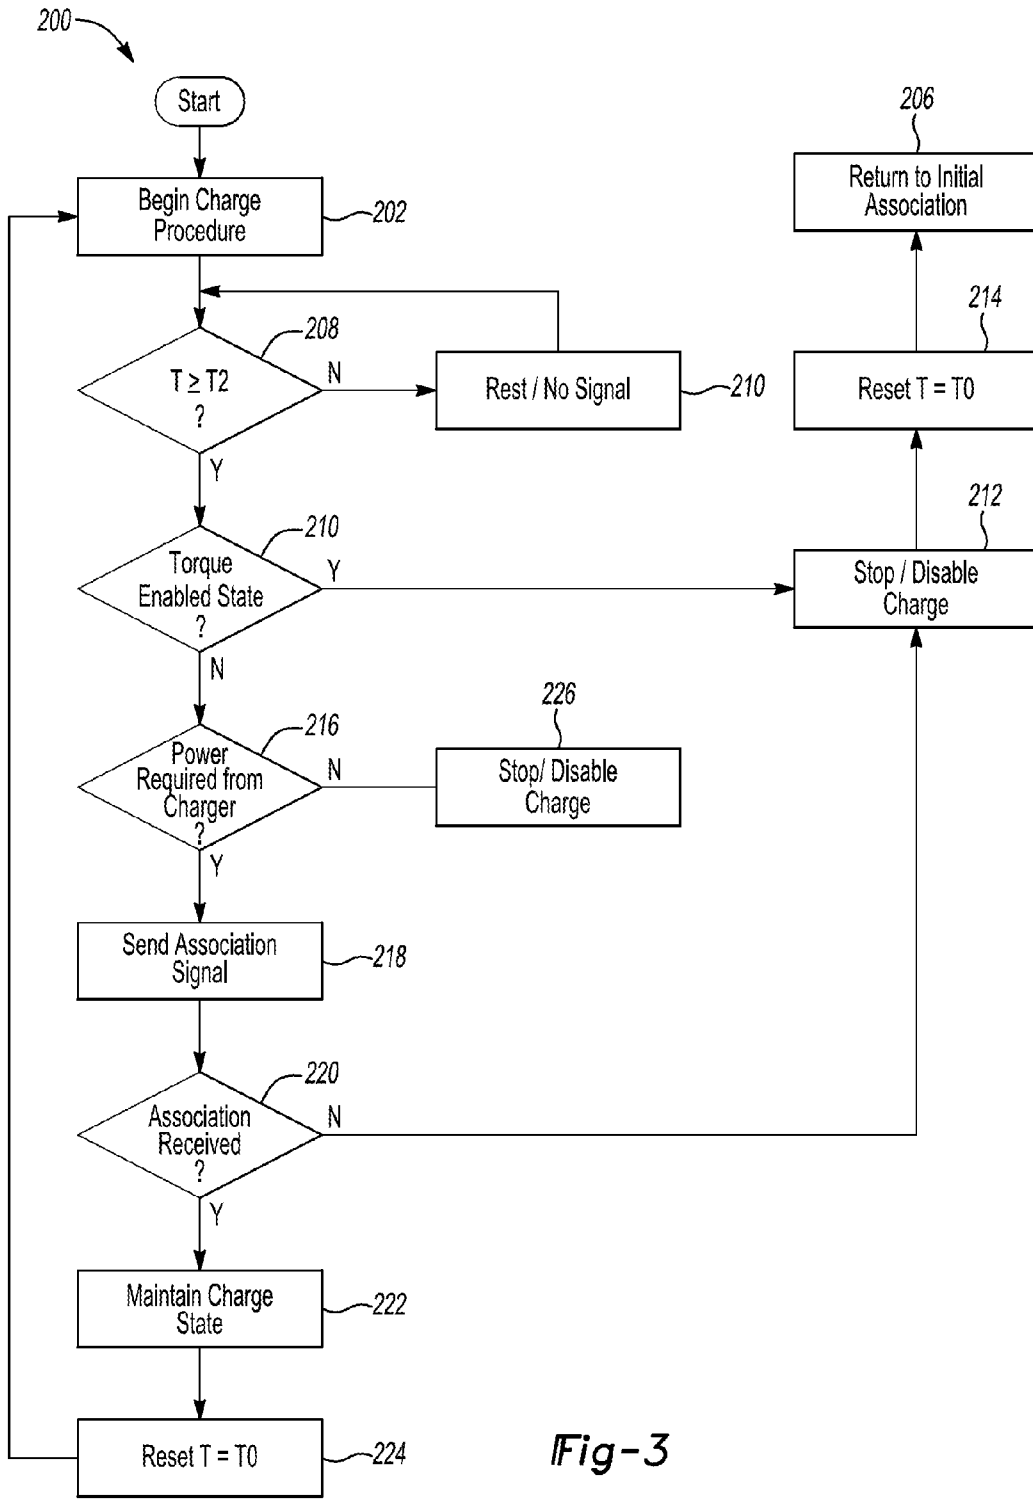 200
Start
206
Return to Initial
Association
Begin Charge
Procedure
202
208
T ≥ T2
?
N
Rest / No Signal
210
214
Reset T = T0
Y
210
Torque
Enabled State
?
Y
212
Stop / Disable
Charge
N
216
Power
Required from
Charger
?
N
226
Stop/ Disable
Charge
Y
Send Association
Signal
218
220
Association
Received
?
N
Y
Maintain Charge
State
222
Reset T = T0
224
Fig-3